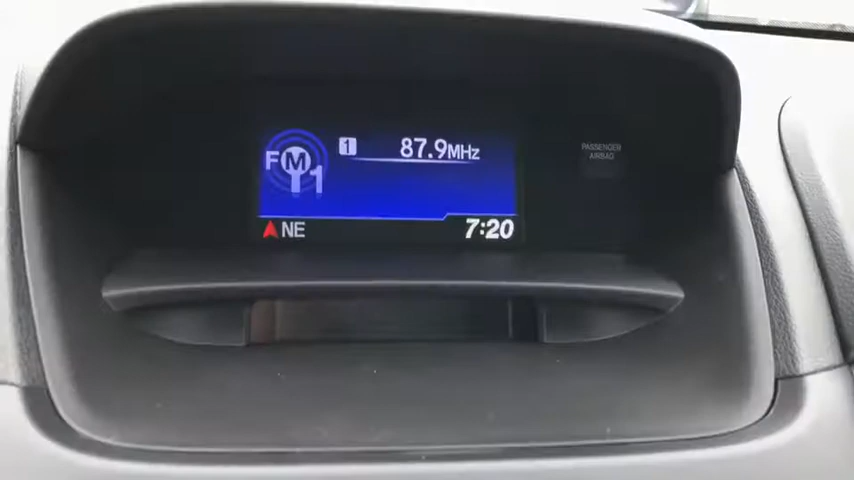 FM1
1 87.9MHz
PASSENGER
AIRBAG
NE 7:20